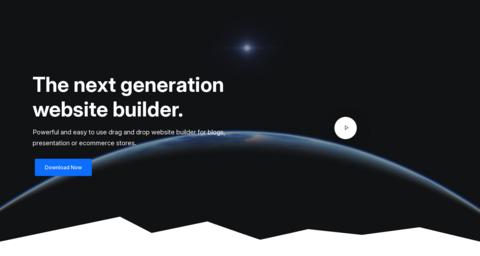 The next generation
website builder.
Powerful and easy to use drag and drop website builder for blogs,
presentation or ecommerce stores.
Download Now